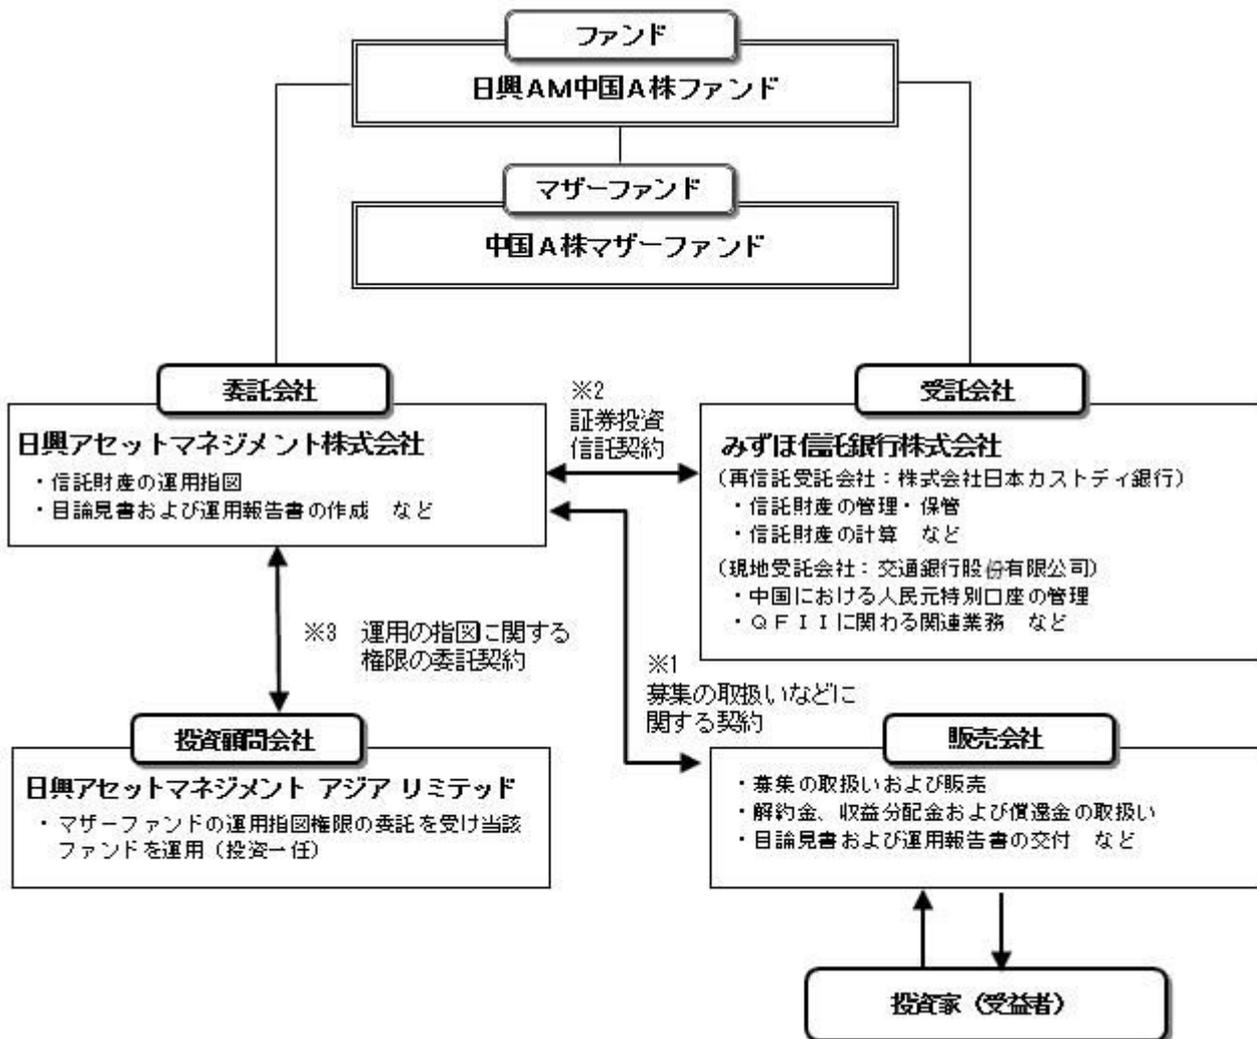 ファンド
日興AM中国A株ファンド
マザーファンド
中国A株マザーファンド
委託会社
日興アセットマネジメント株式会社
・信託財産の運用指図
・目論見書および運用報告書の作成　など
※2
証券投資
信託契約
受託会社
みずほ信託銀行株式会社
（再信託受託会社：株式会社日本カストディ銀行）
・信託財産の管理・保管
・信託財産の計算　など
（現地受託会社：交通銀行股份有限公司）
・中国における人民元特別口座の管理
・ＱＦＩＩに関わる関連業務　など
※3　運用の指図に関する
権限の委託契約
※1
募集の取扱いなどに
関する契約
投資顧問会社
日興アセットマネジメント アジア リミテッド
・マザーファンドの運用指図権限の委託を受け当該
ファンドを運用（投資一任）
販売会社
・募集の取扱いおよび販売
・解約金、収益分配金および償還金の取扱い
・目論見書および運用報告書の交付　など
投資家（受益者）